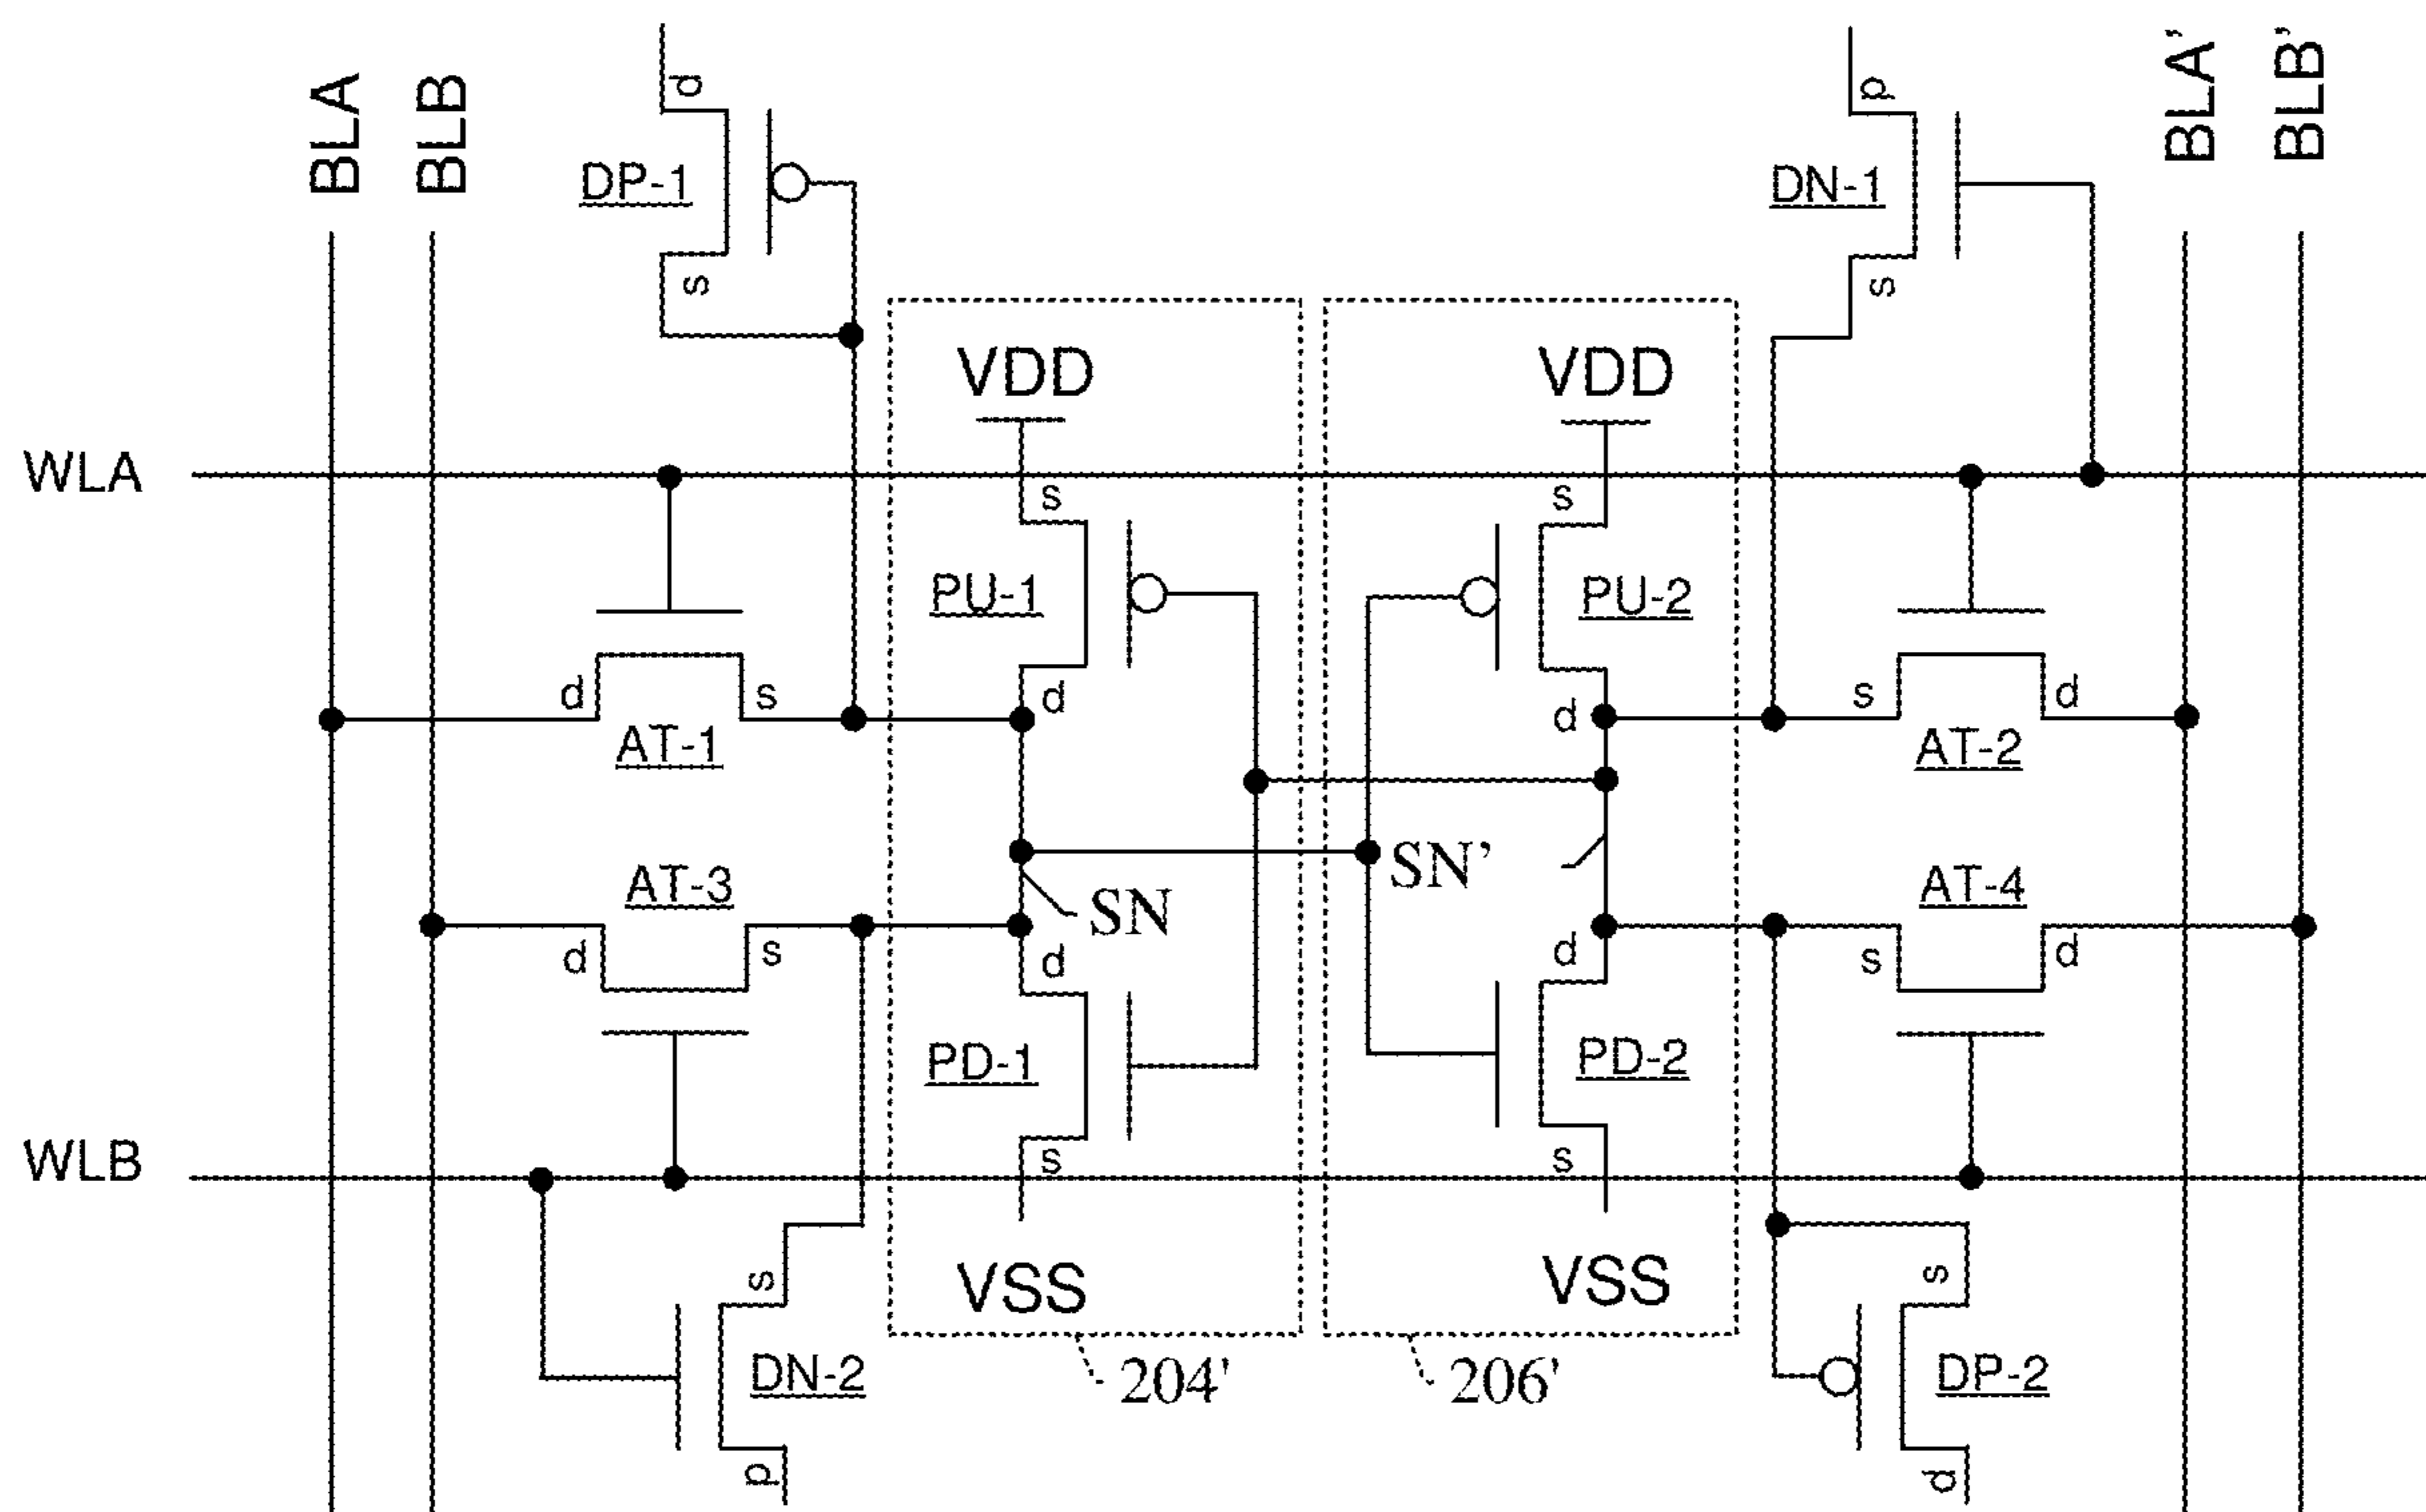 BLA
BLB
d
DP-1
s
d
DN-1
s
BLA'
BLB'
VDD
VDD
WLA
s
s
PU-1
PU-2
d
s
d
d
s
d
AT-1
AT-2
SN'
AT-3
SN
AT-4
d
s
d
d
s
d
PD-1
PD-2
WLB
s
s
VSS
VSS
s
s
DN-2
204'
206'
DP-2
d
d